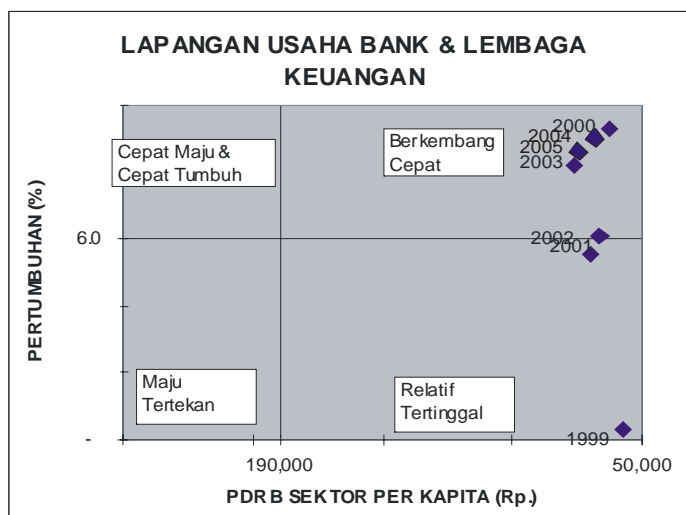 LAPANGAN USAHA BANK & LEMBAGA
KEUANGAN
Cepat Maju &
Cepat Tumbuh
Berkembang
Cepat
2000
2004
2005
2003
6.0
2002
2001
PERTUMBUHAN (%)
Maju
Tertekan
Relatif
Tertinggal
1999
-
190,000
50,000
PDRB SEKTOR PER KAPITA (Rp.)